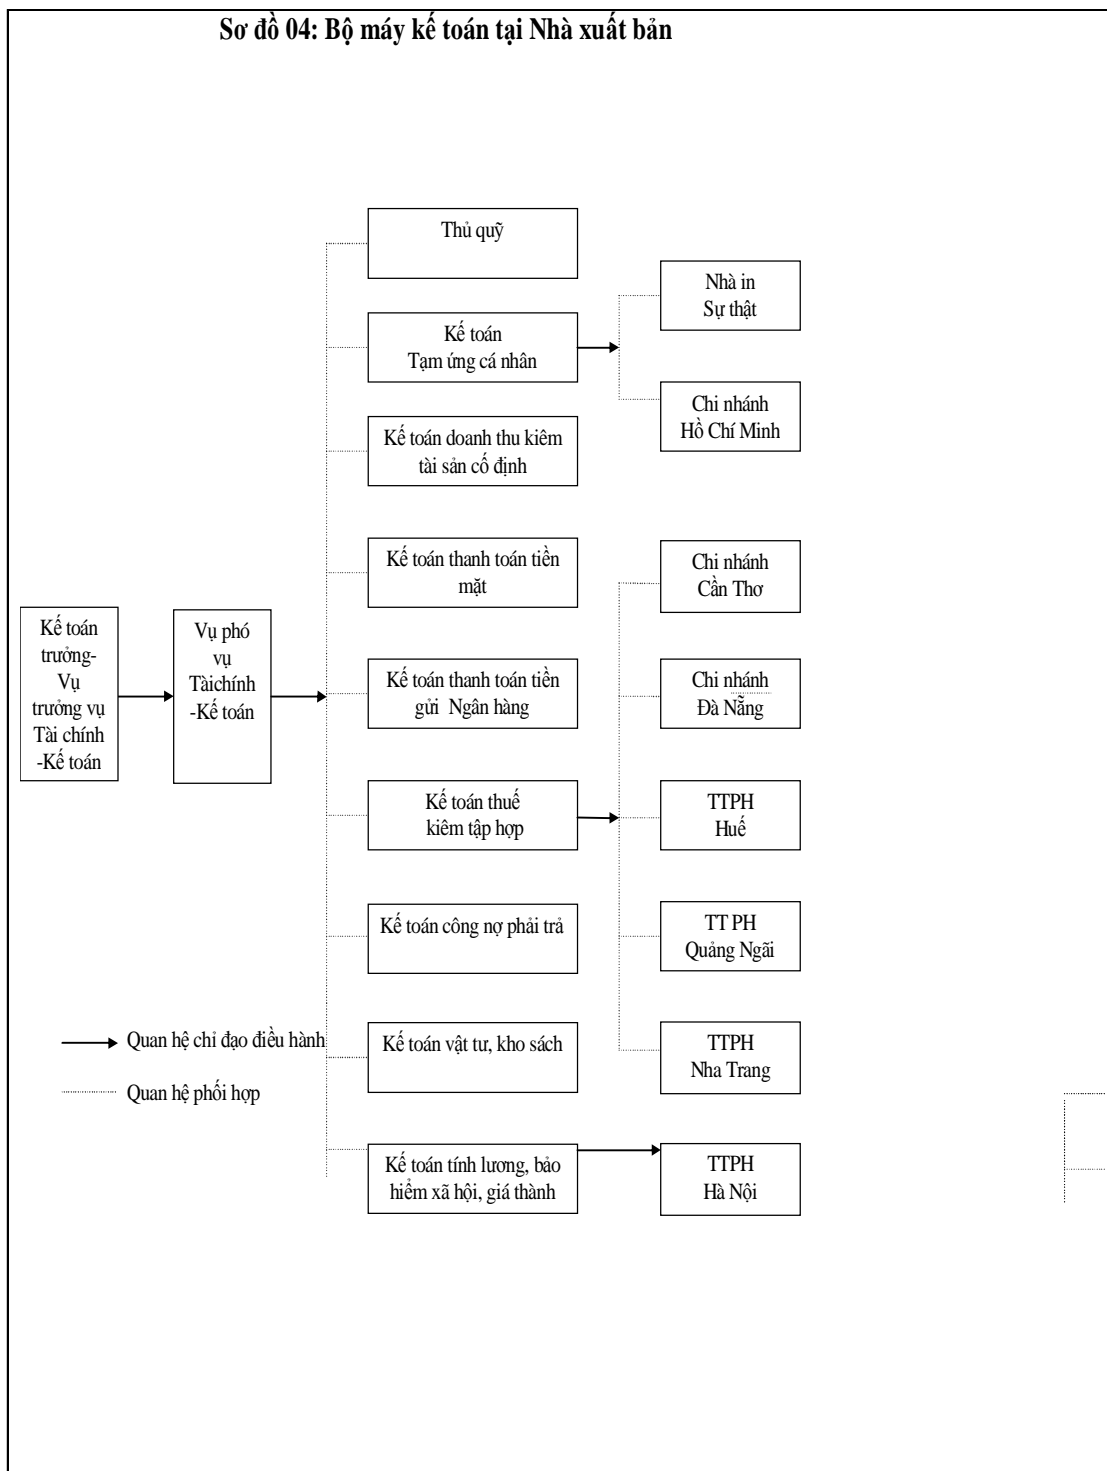 Sơ đồ 04: Bộ máy kế toán tại Nhà xuất bản
Thủ quỹ
Nhà in
Sự thật
Kế toán
Tạm ứng cá nhân
Chi nhánh
Hồ Chí Minh
Kế toán doanh thu kiêm
tài sản cố định
Kế toán thanh toán tiền
mặt
Chi nhánh
Cần Thơ
Kế toán
trưởng-
Vụ
trưởng vụ
Tài chính
-Kế toán
Vụ phó
vụ
Tàichính
-Kế toán
Kế toán thanh toán tiền
gửi Ngân hàng
Chi nhánh
Đà Nẵng
Kế toán thuế
kiêm tập hợp
TTPH
Huế
Kế toán công nợ phải trả
TT PH
Quảng Ngãi
Quan hệ chỉ đạo điều hành
Kế toán vật tư, kho sách
TTPH
Nha Trang
Quan hệ phối hợp
Kế toán tính lương, bảo
hiểm xã hội, giá thành
TTPH
Hà Nội